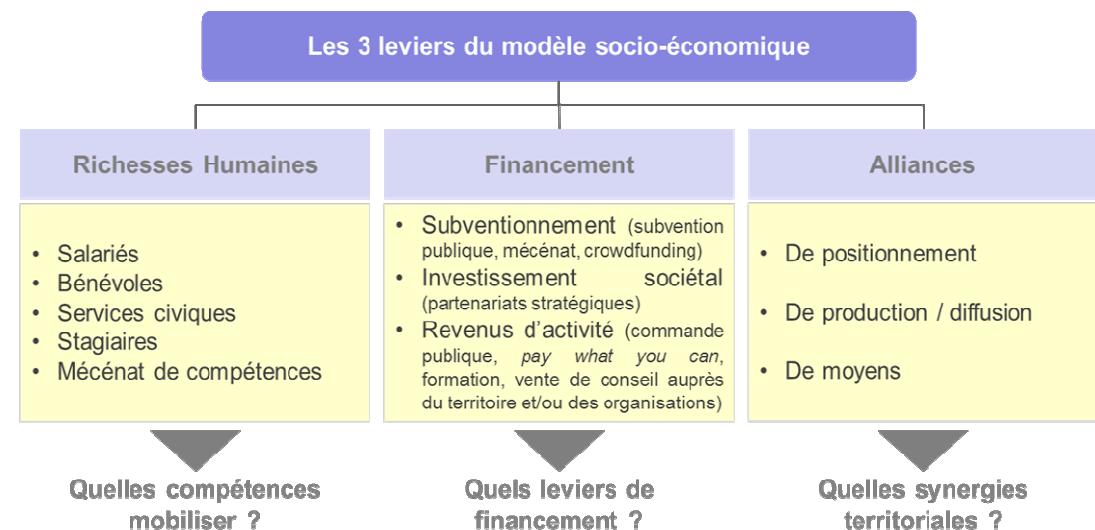 Les 3 leviers du modèle socio-économique
Richesses Humaines
• Salariés
• Bénévoles
• Services civiques
• Stagiaires
• Mécénat de compétences
Quelles compétences
mobiliser ?
Financement
• Subventionnement (subvention
publique, mécénat, crowdfunding)
• Investissement sociétal
(partenariats stratégiques)
• Revenus d’activité (commande
publique, pay what you can,
formation, vente de conseil auprès
du territoire et/ou des organisations)
Quels leviers de
financement ?
Alliances
• De positionnement
• De production / diffusion
• De moyens
Quelles synergies
territoriales ?